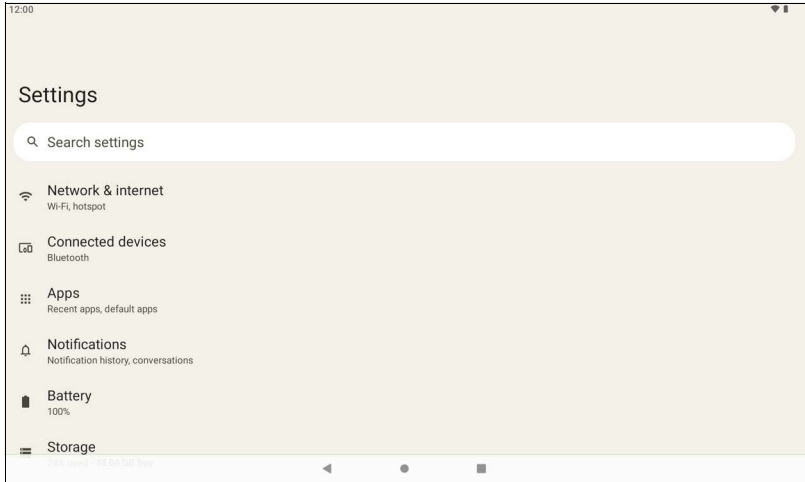 12:00
Settings
Search settings
Network & internet
Wi-Fi, hotspot
Connected devices
Bluetooth
Apps
Recent apps, default apps
Notifications
Notification history, conversations
Battery
100%
Storage